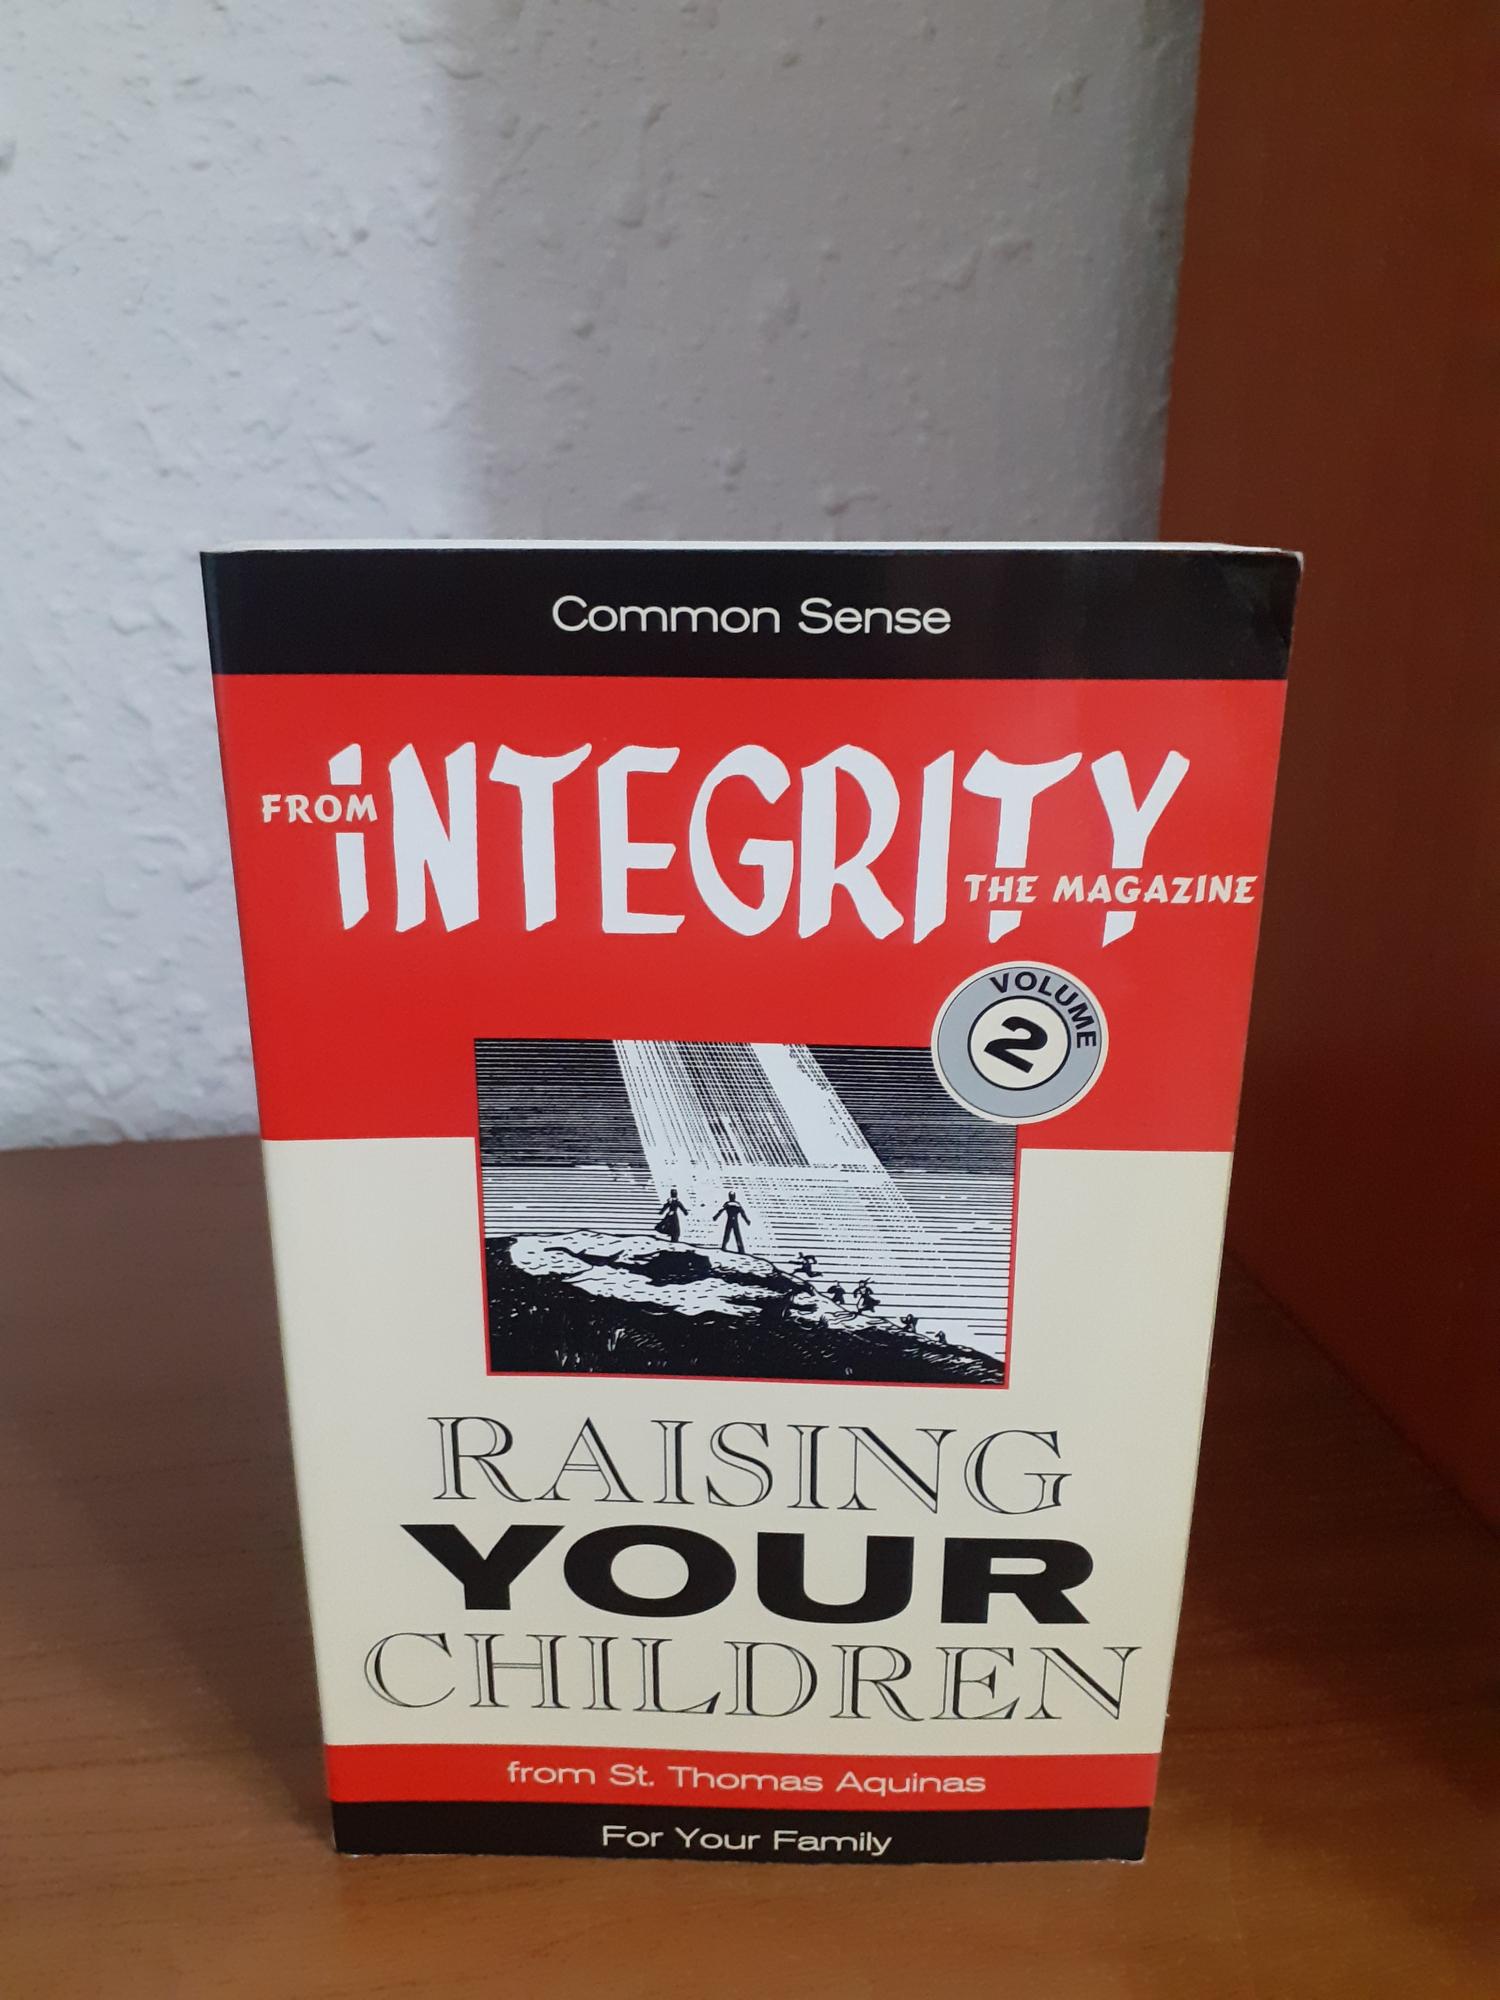 Common Sense
FROM INTEGRITY THE MAGAZINE
VOLUME
2
RAISING
YOUR
CHILDREN
from St. Thomas Aquinas
For Your Family